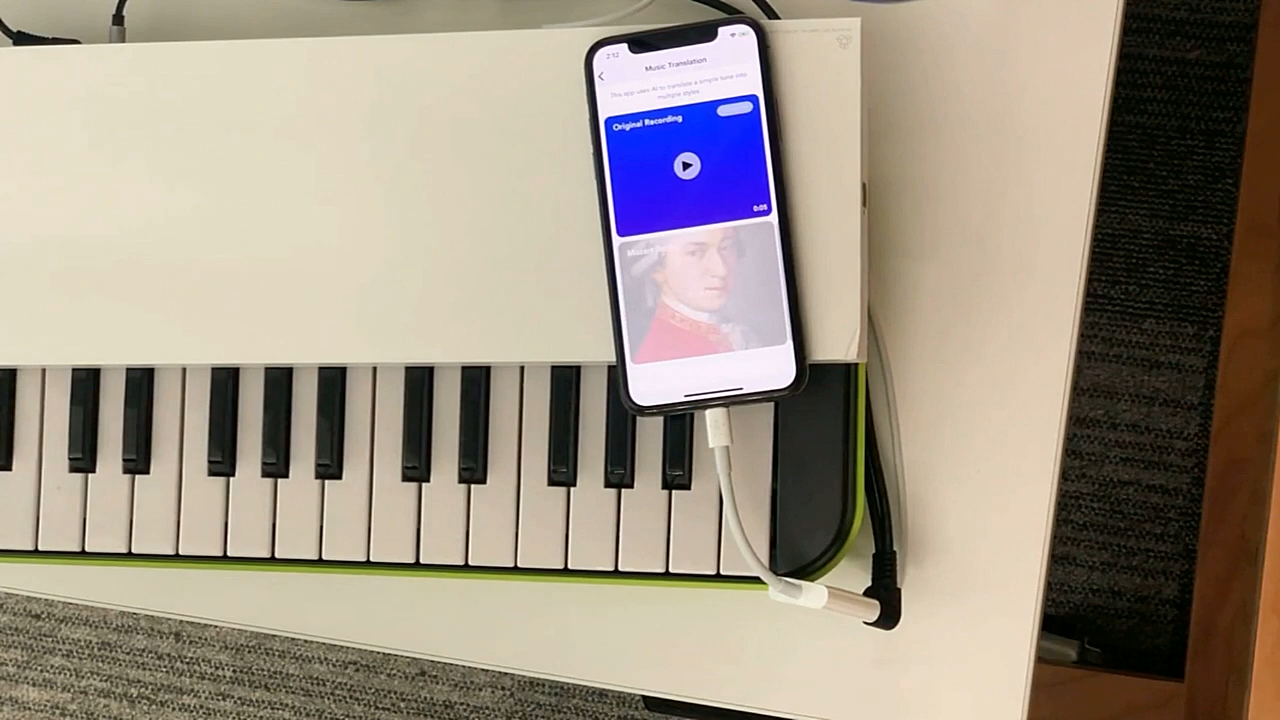 2:12
Music Translation
This app uses AI to translate a simple tune into
multiple styles
Original Recording
0:05
Mozart